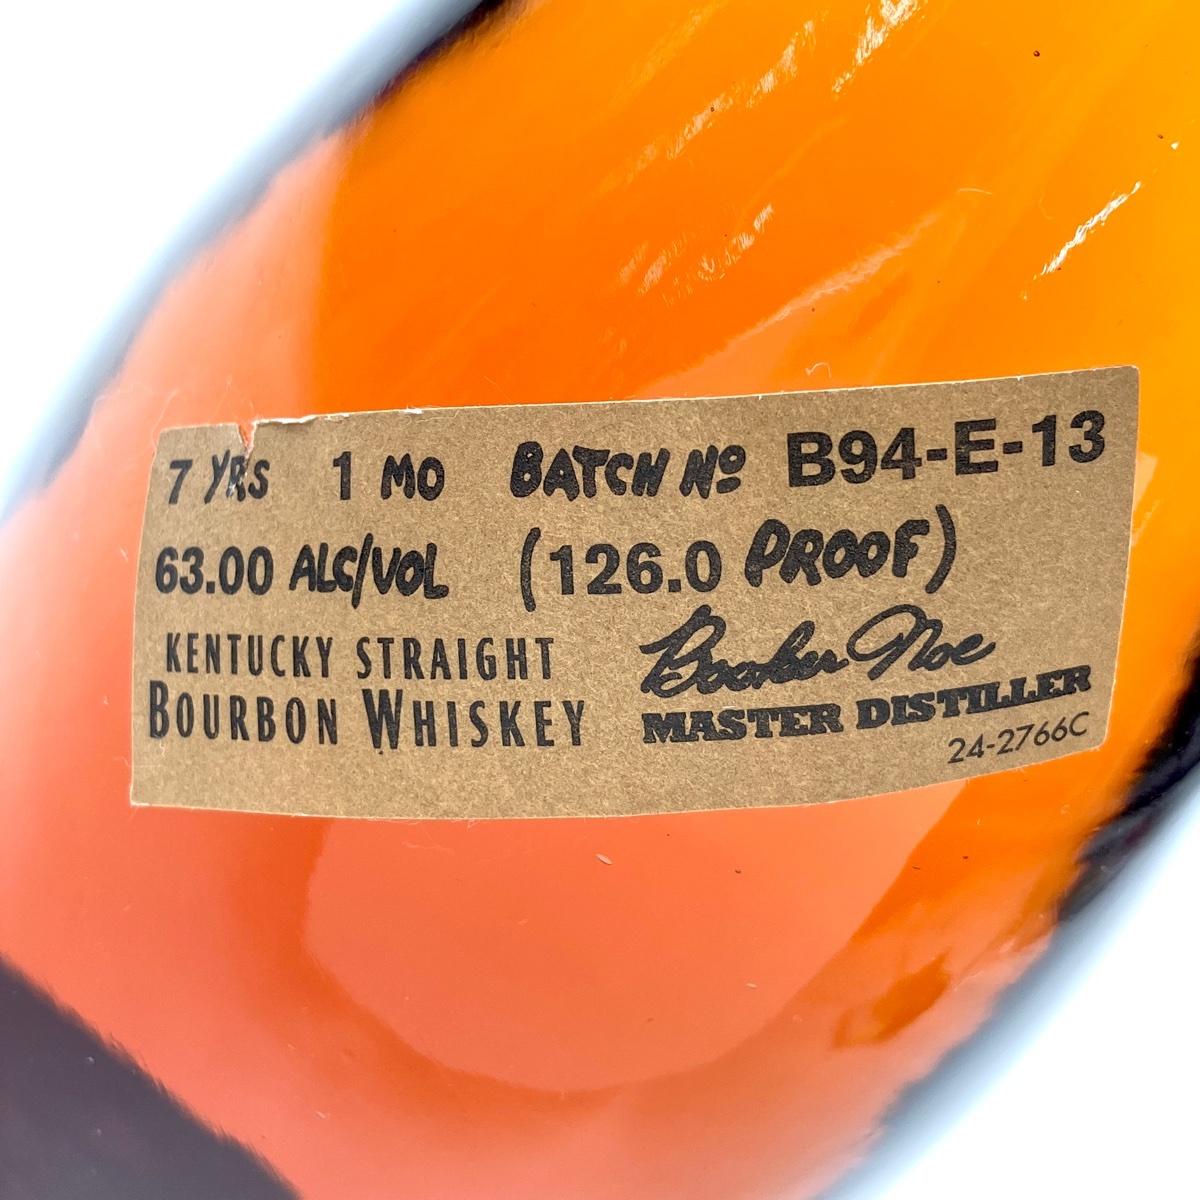 7 YRS 1 MO BATCH Nº B94-E-13
63.00 ALC/VOL (126.0 PROOF)
KENTUCKY STRAIGHT
BOURBON WHISKEY
Booker Noe
MASTER DISTILLER
24-2766C